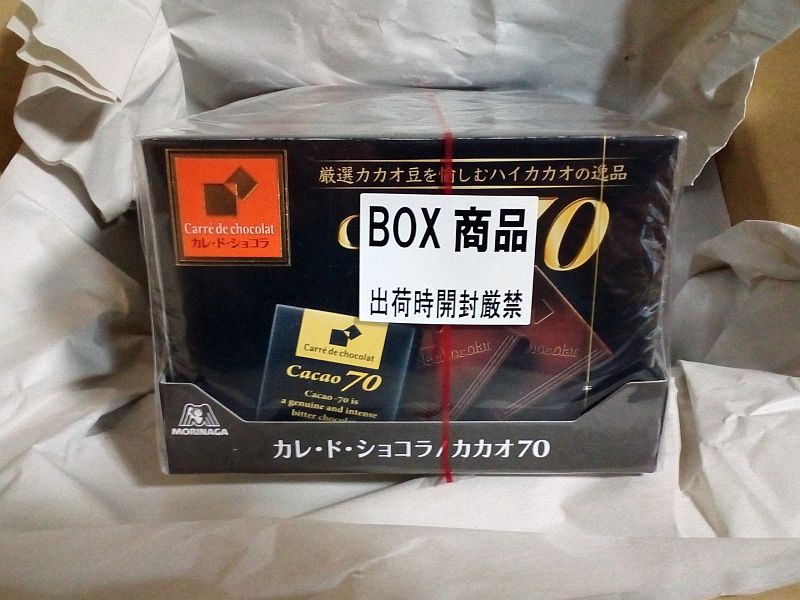 厳選カカオ豆を愉しむハイカカオの逸品
Carré de chocolat
カレ・ド・ショコラ
70
BOX 商品
出荷時開封厳禁
Carré de chocolat
Cacao 70
Cacao-70 is
a genuine and intense
bitter
MORINAGA
カレ・ド・ショコラ/カカオ70